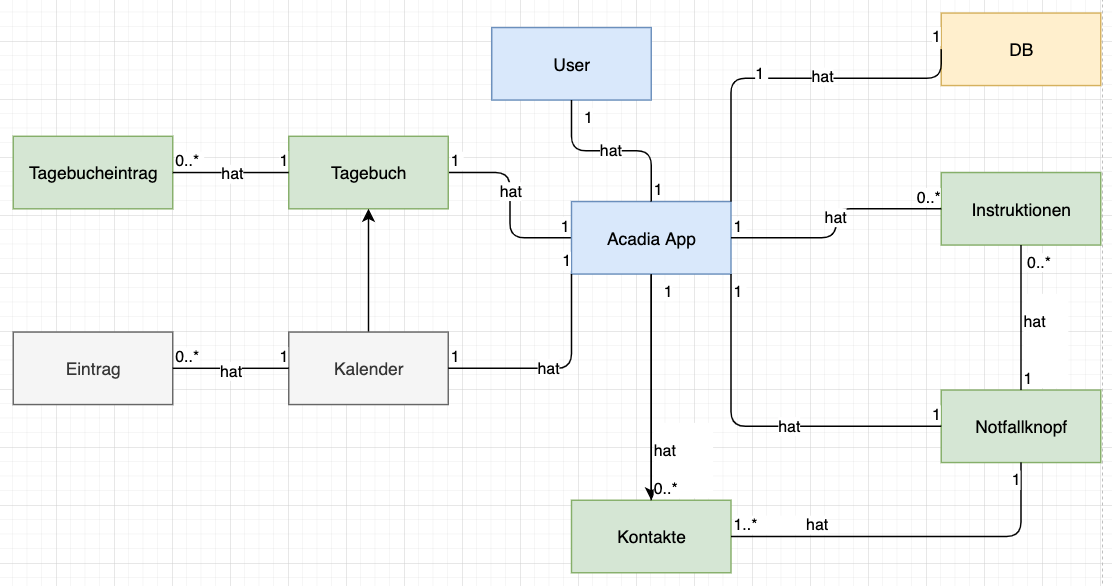 DB
1
User
1
hat
1
hat
1
0..*
hat
1
Tagebucheintrag
Tagebuch
1
hat
1
Acadia App
1
1
hat
0..*
Instruktionen
1
1
0..*
hat
1
Eintrag
0..*
hat
1
Kalender
1
hat
hat
1
Notfallknopf
1
hat
0..*
Kontakte
1..*
hat
1